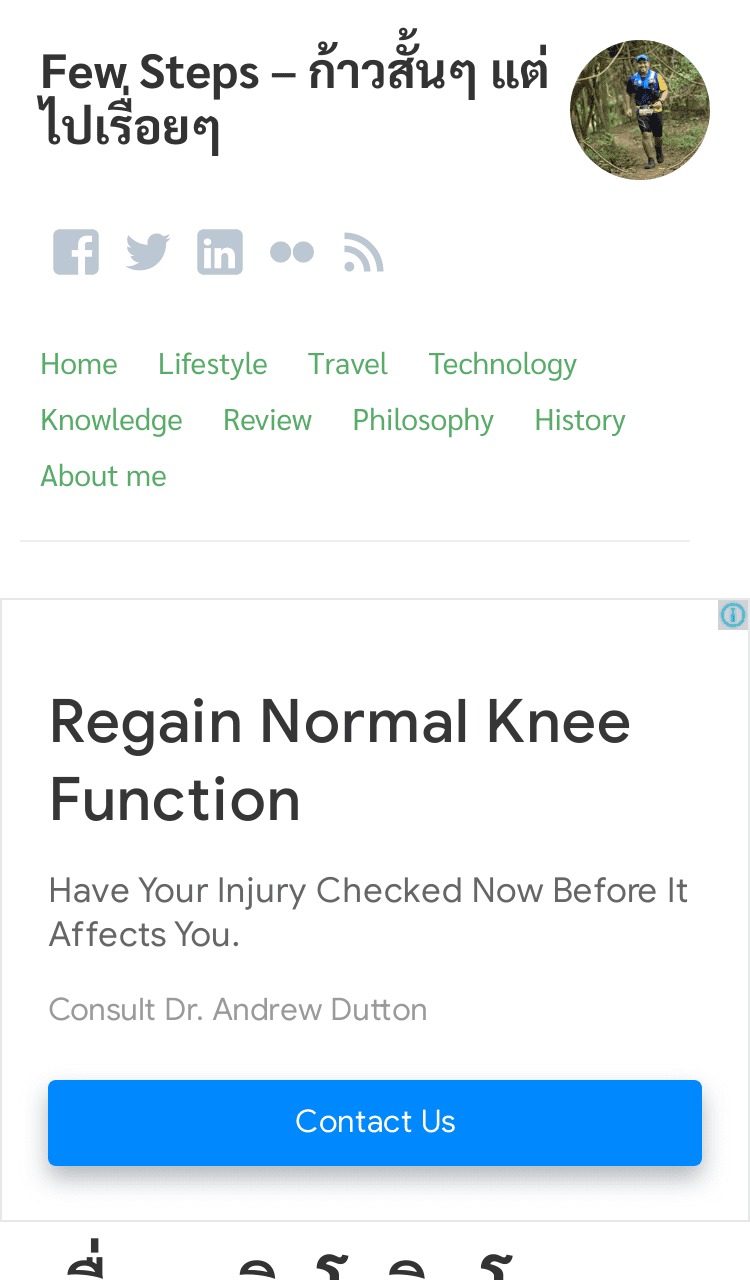 Few Steps – ก้าวสั้นๆ แต่
ไปเรื่อยๆ
Home Lifestyle Travel Technology
Knowledge Review Philosophy History
About me
Regain Normal Knee
Function
Have Your Injury Checked Now Before It
Affects You.
Consult Dr. Andrew Dutton
Contact Us